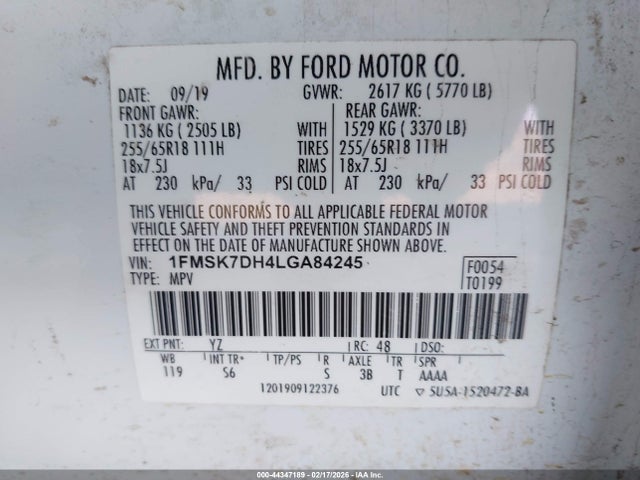 MFD. BY FORD MOTOR CO.
DATE: 09/19 GVWR: 2617 KG ( 5770 LB)
FRONT GAWR: REAR GAWR:
1136 KG ( 2505 LB) WITH 1529 KG ( 3370 LB) WITH
255/65R18 111H TIRES 255/65R18 111H TIRES
18x7.5J RIMS 18x7.5J RIMS
AT 230 kPa/ 33 PSI COLD AT 230 kPa/ 33 PSI COLD
THIS VEHICLE CONFORMS TO ALL APPLICABLE FEDERAL MOTOR
VEHICLE SAFETY AND THEFT PREVENTION STANDARDS IN
EFFECT ON THE DATE OF MANUFACTURE SHOWN ABOVE.
VIN: 1FMSK7DH4LGA84245 F0054
TYPE: MPV T0199
EXT PNT: YZ RC: 48 DSO:
WB INT TR* TP/PS R AXLE TR SPR
119 S6 S 3B T AAAA
1201909122376 UTC ▽ 5U5A-1520472-BA
000-44347189 - 02/17/2026 - COPYRIGHT IAA, LLC.